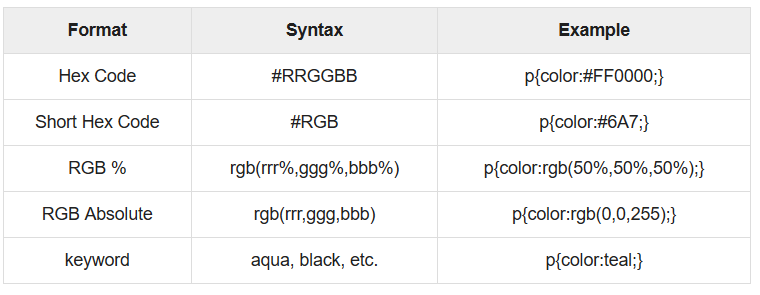 Format Syntax Example
Hex Code #RRGGBB p{color:#FF0000;}
Short Hex Code #RGB p{color:#6A7;}
RGB % rgb(rrr%,ggg%,bbb%) p{color:rgb(50%,50%,50%);}
RGB Absolute rgb(rrr,ggg,bbb) p{color:rgb(0,0,255);}
keyword aqua, black, etc. p{color:teal;}